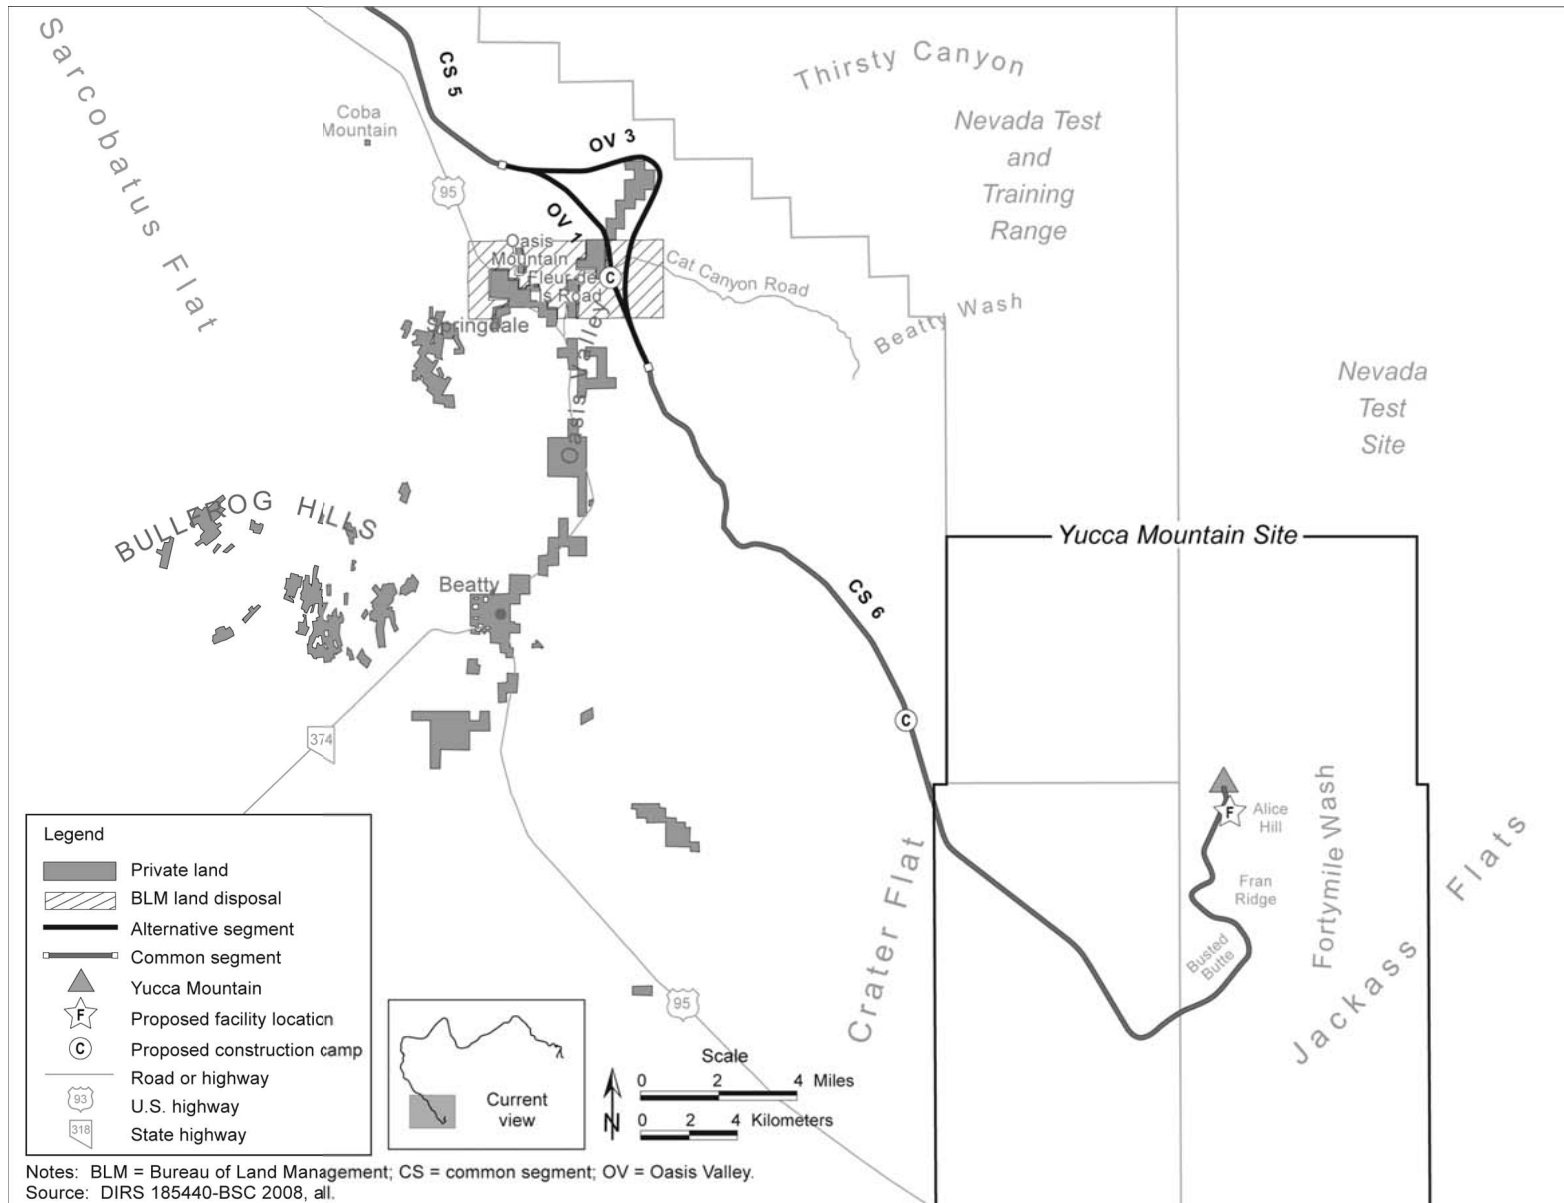 Sarcobatus Flat
CS 5
Thirsty Canyon
Coba
Mountain
OV 3
Nevada Test
and
Training
Range
95
OV 1
Oasis
Mountain
Fleur de
lis Road
C
Cat Canyon Road
Beatty Wash
Springdale
Oasis Valley
Nevada
Test
Site
BULLFROG HILLS
Yucca Mountain Site
Beatty
CS 6
C
374
F
Alice
Hill
Fran
Ridge
Busted
Butte
Fortymile Wash
Jackass Flats
Crater Flat
95
Legend
Private land
BLM land disposal
Alternative segment
Common segment
Yucca Mountain
F Proposed facility location
C Proposed construction camp
Road or highway
93 U.S. highway
318 State highway
Current
view
N
Scale
0 2 4 Miles
0 2 4 Kilometers
Notes: BLM = Bureau of Land Management; CS = common segment; OV = Oasis Valley.
Source: DIRS 185440-BSC 2008, all.